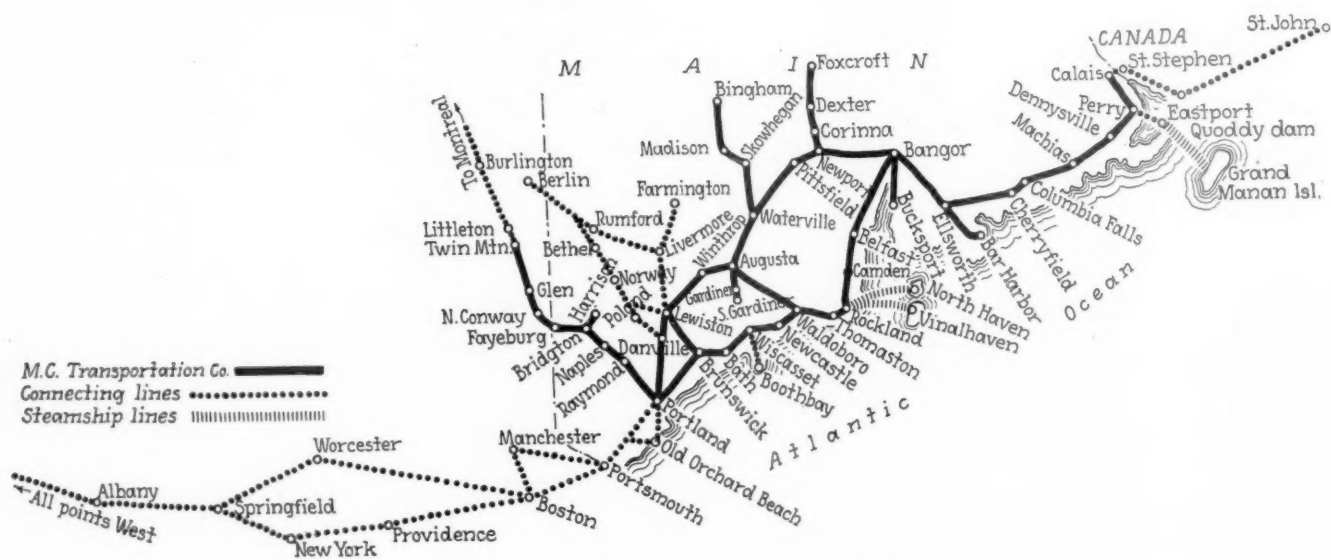 St. John
CANADA
St. Stephen
M A I N
Foxcroft
Calais
Bingham
Dexter
Perry
Eastport
Dennysville
Quoddy dam
To Montreal
Skowhegan
Corinna
Machias
Madison
Bangor
Burlington
Berlin
Newport
Grand
Manan Isl.
Farmington
Pittsfield
Columbia Falls
Cherryfield
Bucksport
Ellsworth
Bar Harbor
Littleton
Rumford
Livermore
Winthrop
Waterville
Twin Mtn.
Bethel
Belfast
Norway
Augusta
Camden
Glen
Harrison
Poland
Gardiner
S. Gardiner
North Haven
Ocean
N. Conway
Lewiston
Rockland
Vinalhaven
Fayeburg
Waldoboro
Thomaston
Bridgton
Danville
Wiscasset
Newcastle
Naples
Bath
Boothbay
M.C. Transportation Co.
Raymond
Brunswick
Connecting lines
Atlantic
Steamship lines
Portland
Worcester
Manchester
Old Orchard Beach
Portsmouth
Albany
Springfield
Boston
All points West
New York
Providence